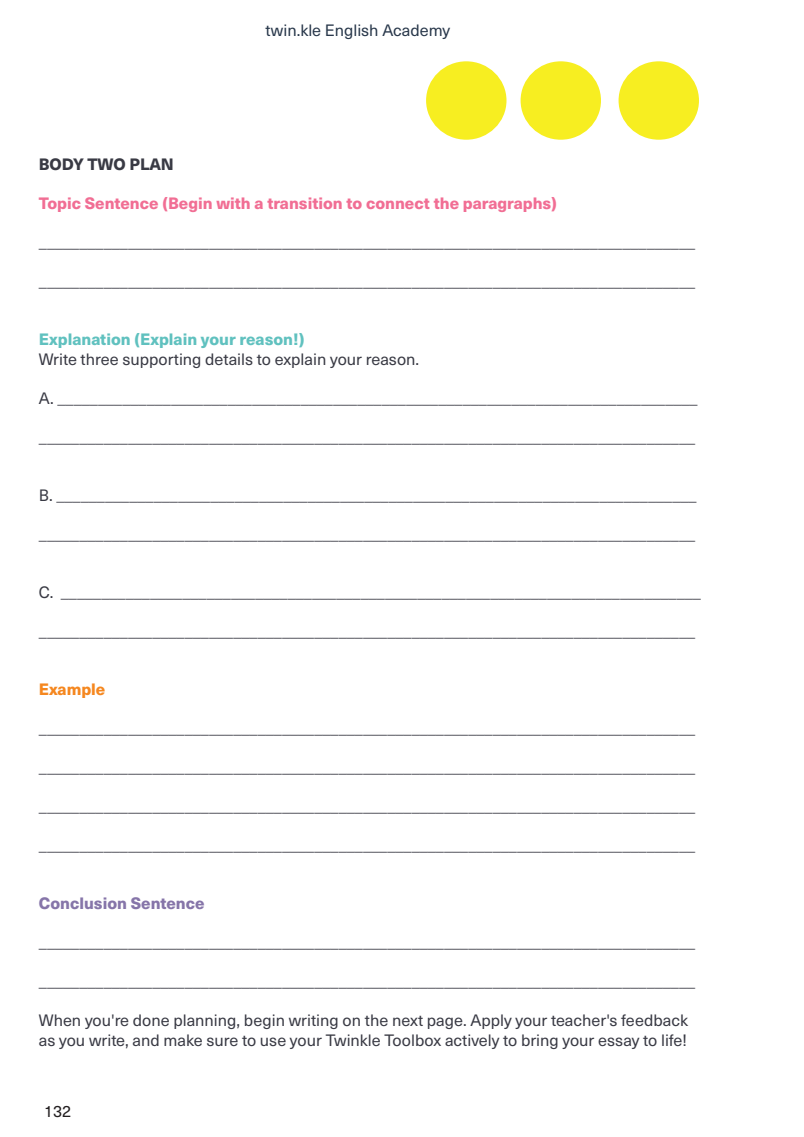 twin.kle English Academy
BODY TWO PLAN
Topic Sentence (Begin with a transition to connect the paragraphs)
Explanation (Explain your reason!)
Write three supporting details to explain your reason.
A.
B.
C.
Example
Conclusion Sentence
When you're done planning, begin writing on the next page. Apply your teacher's feedback
as you write, and make sure to use your Twinkle Toolbox actively to bring your essay to life!
132